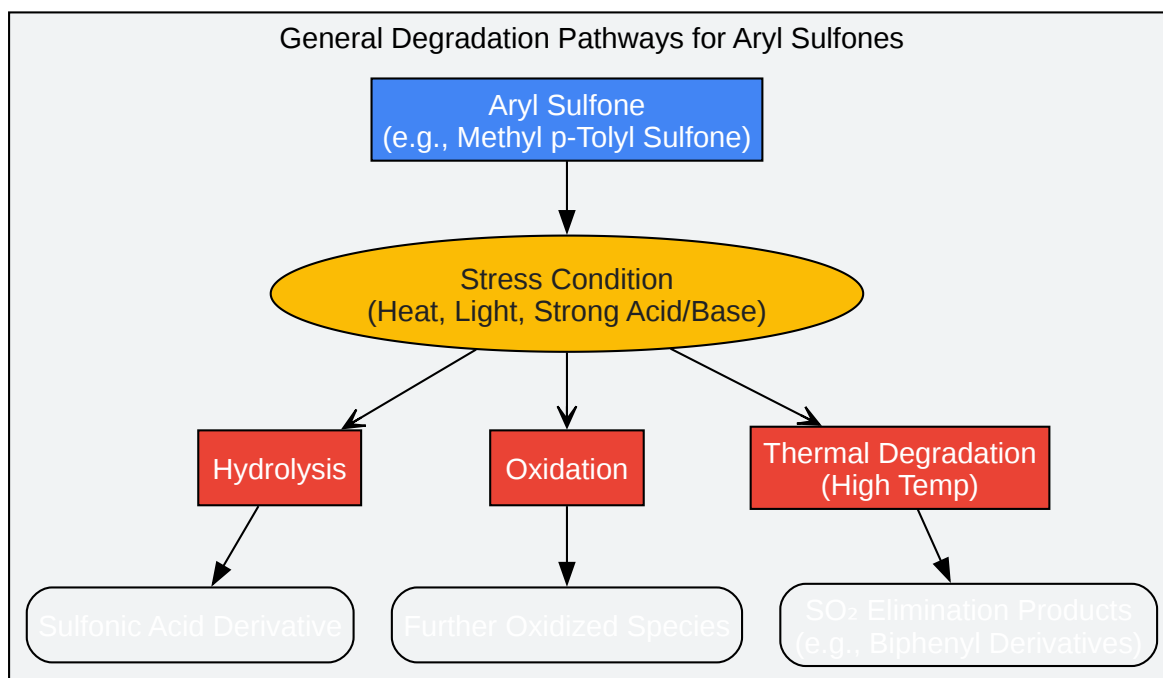 General Degradation Pathways for Aryl Sulfones
Aryl Sulfone
(e.g., Methyl p-Tolyl Sulfone)
Stress Condition
(Heat, Light, Strong Acid/Base)
Hydrolysis
Oxidation
Thermal Degradation
(High Temp)
Sulfonic Acid Derivative
Further Oxidized Species
SO₂ Elimination Products
(e.g., Biphenyl Derivatives)